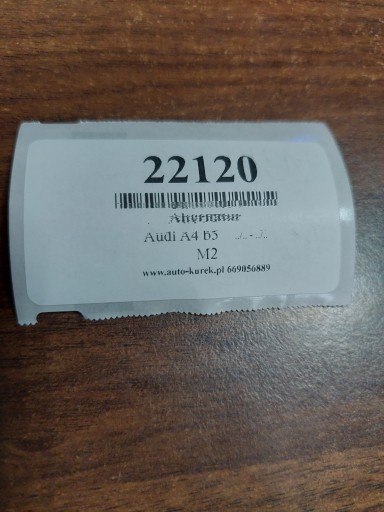 22120
Alternator
Audi A4 b5
M2
www.auto-kurek.pl 669056889